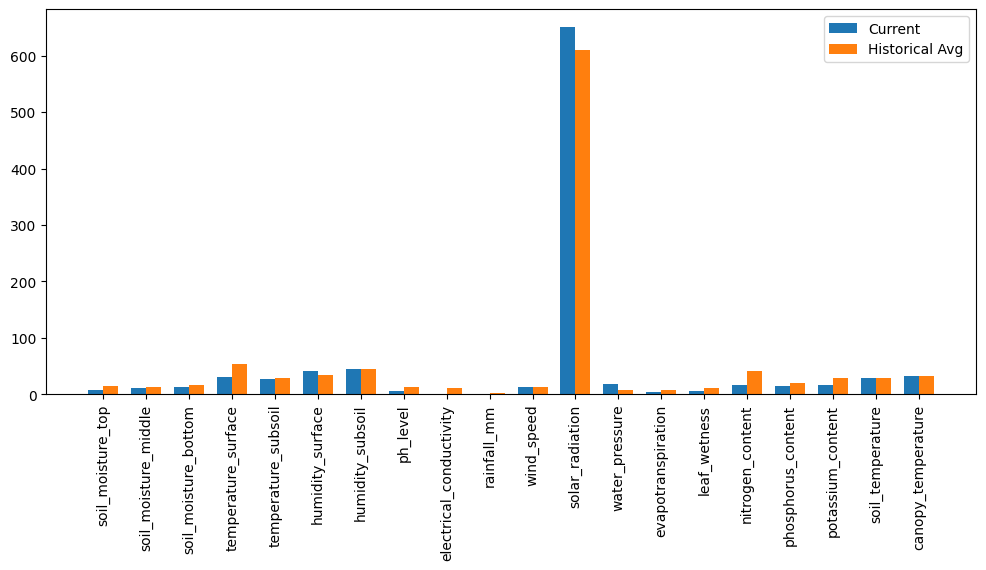 Current
Historical Avg
600
500
400
300
200
100
0
soil_moisture_top
soil_moisture_middle
soil_moisture_bottom
temperature_surface
temperature_subsoil
humidity_surface
humidity_subsoil
ph_level
electrical_conductivity
rainfall_mm
wind_speed
solar_radiation
water_pressure
evapotranspiration
leaf_wetness
nitrogen_content
phosphorus_content
potassium_content
soil_temperature
canopy_temperature